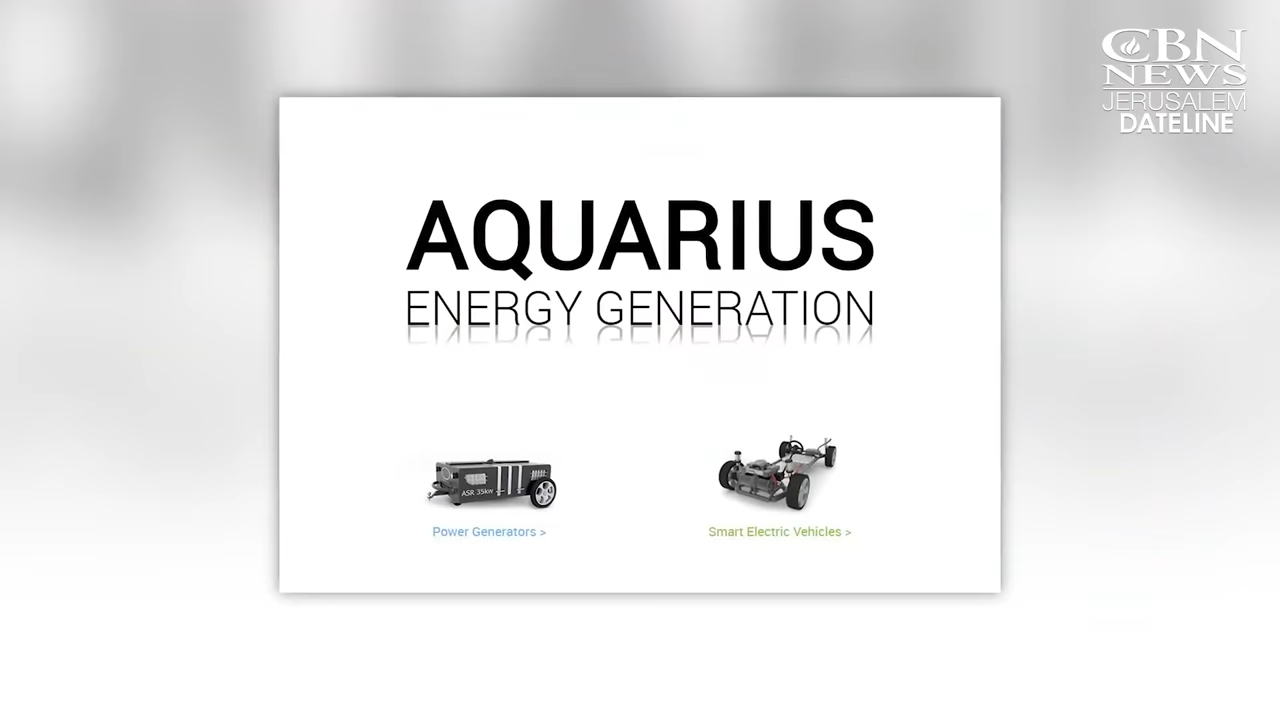 CBN
NEWS
JERUSALEM
DATELINE
AQUARIUS
ENERGY GENERATION
ASR 35kw
Power Generators >
Smart Electric Vehicles >